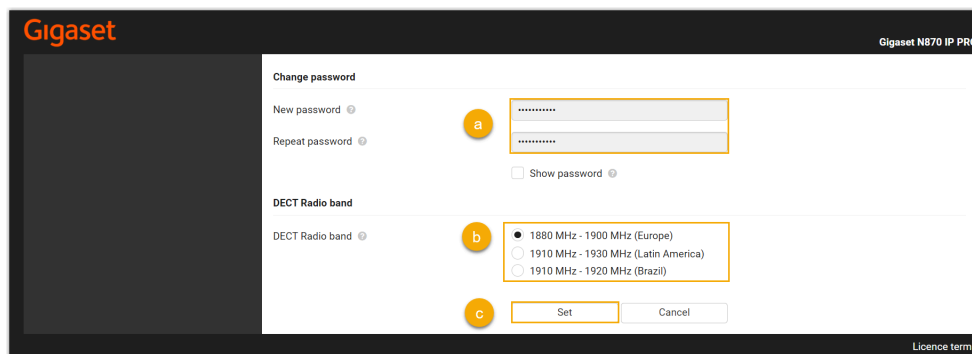 Gigaset
Gigaset N870 IP PRO
Change password
New password
a
Repeat password
Show password
DECT Radio band
DECT Radio band
b
1880 MHz - 1900 MHz (Europe)
1910 MHz - 1930 MHz (Latin America)
1910 MHz - 1920 MHz (Brazil)
c
Set
Cancel
Licence term